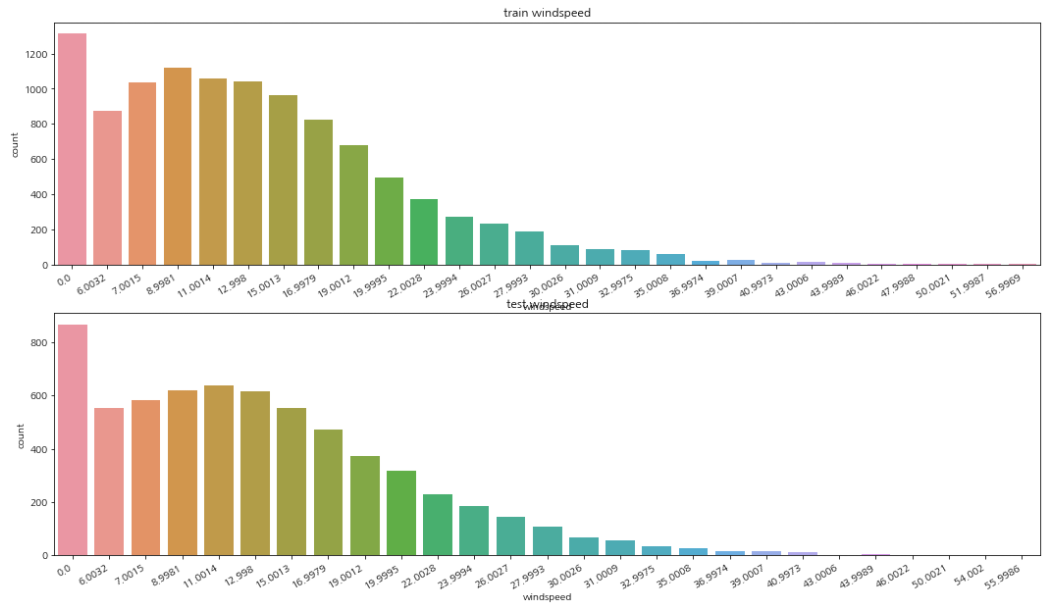 train windspeed
1200
1000
800
600
400
200
0
count
0.0 6.0032 7.0015 8.9981 11.0014 12.998 15.0013 16.9979 19.0012 19.9995 22.0028 23.9994 26.0027 27.9993 30.0026 31.0009 32.9975 35.0008 36.9974 39.0007 40.9973 43.0006 43.9989 46.0022 47.9988 50.0021 51.9987 56.9969
windspeed
test windspeed
800
600
400
200
0
count
0.0 6.0032 7.0015 8.9981 11.0014 12.998 15.0013 16.9979 19.0012 19.9995 22.0028 23.9994 26.0027 27.9993 30.0026 31.0009 32.9975 35.0008 36.9974 39.0007 40.9973 43.0006 43.9989 46.0022 50.0021 54.002 55.9986
windspeed